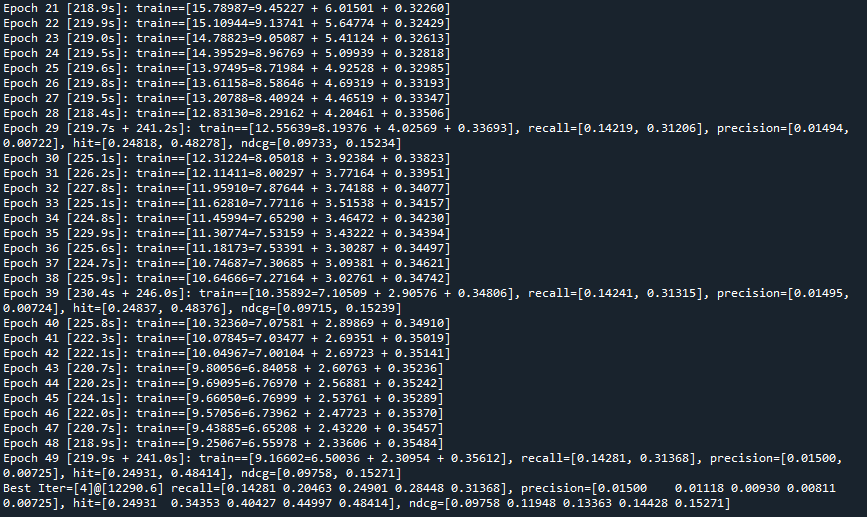 Epoch 21 [218.9s]: train==[15.78987=9.45227 + 6.01501 + 0.32260]
Epoch 22 [219.9s]: train==[15.10944=9.13741 + 5.64774 + 0.32429]
Epoch 23 [219.0s]: train==[14.78823=9.05087 + 5.41124 + 0.32613]
Epoch 24 [219.5s]: train==[14.39529=8.96769 + 5.09939 + 0.32818]
Epoch 25 [219.6s]: train==[13.97495=8.71984 + 4.92528 + 0.32985]
Epoch 26 [219.8s]: train==[13.61158=8.58646 + 4.69319 + 0.33193]
Epoch 27 [219.5s]: train==[13.20788=8.40924 + 4.46519 + 0.33347]
Epoch 28 [218.4s]: train==[12.83130=8.29162 + 4.20461 + 0.33506]
Epoch 29 [219.7s + 241.2s]: train==[12.55639=8.19376 + 4.02569 + 0.33693], recall=[0.14219, 0.31206], precision=[0.01494,
0.00722], hit=[0.24818, 0.48278], ndcg=[0.09733, 0.15234]
Epoch 30 [225.1s]: train==[12.31224=8.05018 + 3.92384 + 0.33823]
Epoch 31 [226.2s]: train==[12.11411=8.00297 + 3.77164 + 0.33951]
Epoch 32 [227.8s]: train==[11.95910=7.87644 + 3.74188 + 0.34077]
Epoch 33 [225.1s]: train==[11.62810=7.77116 + 3.51538 + 0.34157]
Epoch 34 [224.8s]: train==[11.45994=7.65290 + 3.46472 + 0.34230]
Epoch 35 [229.9s]: train==[11.30774=7.53159 + 3.43222 + 0.34394]
Epoch 36 [225.6s]: train==[11.18173=7.53391 + 3.30287 + 0.34497]
Epoch 37 [224.7s]: train==[10.74687=7.30685 + 3.09381 + 0.34621]
Epoch 38 [225.9s]: train==[10.64666=7.27164 + 3.02761 + 0.34742]
Epoch 39 [230.4s + 246.0s]: train==[10.35892=7.10509 + 2.90576 + 0.34806], recall=[0.14241, 0.31315], precision=[0.01495,
0.00724], hit=[0.24837, 0.48376], ndcg=[0.09715, 0.15239]
Epoch 40 [225.8s]: train==[10.32360=7.07581 + 2.89869 + 0.34910]
Epoch 41 [222.3s]: train==[10.07845=7.03477 + 2.69351 + 0.35019]
Epoch 42 [222.1s]: train==[10.04967=7.00104 + 2.69723 + 0.35141]
Epoch 43 [220.7s]: train==[9.80056=6.84058 + 2.60763 + 0.35236]
Epoch 44 [220.2s]: train==[9.69095=6.76970 + 2.56881 + 0.35242]
Epoch 45 [224.1s]: train==[9.66050=6.76999 + 2.53761 + 0.35289]
Epoch 46 [222.0s]: train==[9.57056=6.73962 + 2.47723 + 0.35370]
Epoch 47 [220.7s]: train==[9.43885=6.65208 + 2.43220 + 0.35457]
Epoch 48 [218.9s]: train==[9.25067=6.55978 + 2.33606 + 0.35484]
Epoch 49 [219.9s + 241.0s]: train==[9.16602=6.50036 + 2.30954 + 0.35612], recall=[0.14281, 0.31368], precision=[0.01500,
0.00725], hit=[0.24931, 0.48414], ndcg=[0.09758, 0.15271]
Best Iter=[4]@[12290.6] recall=[0.14281 0.20463 0.24901 0.28448 0.31368], precision=[0.01500    0.01118 0.00930 0.00811
0.00725], hit=[0.24931  0.34353 0.40427 0.44997 0.48414], ndcg=[0.09758 0.11948 0.13363 0.14428 0.15271]